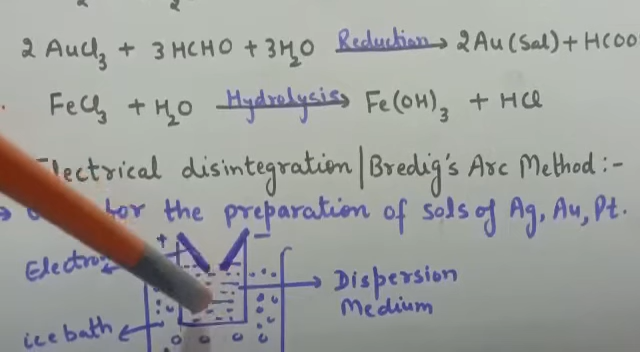 2 AuCl₃ + 3 HCHO + 3H₂O Reduction → 2Au (Sol) + HCOO
FeCl₃ + H₂O Hydrolysis → Fe(OH)₃ + HCl
Electrical disintegration | Bredig's Arc Method :-
for the preparation of sols of Ag, Au, Pt.
+ −
Electro
Dispersion
Medium
ice bath